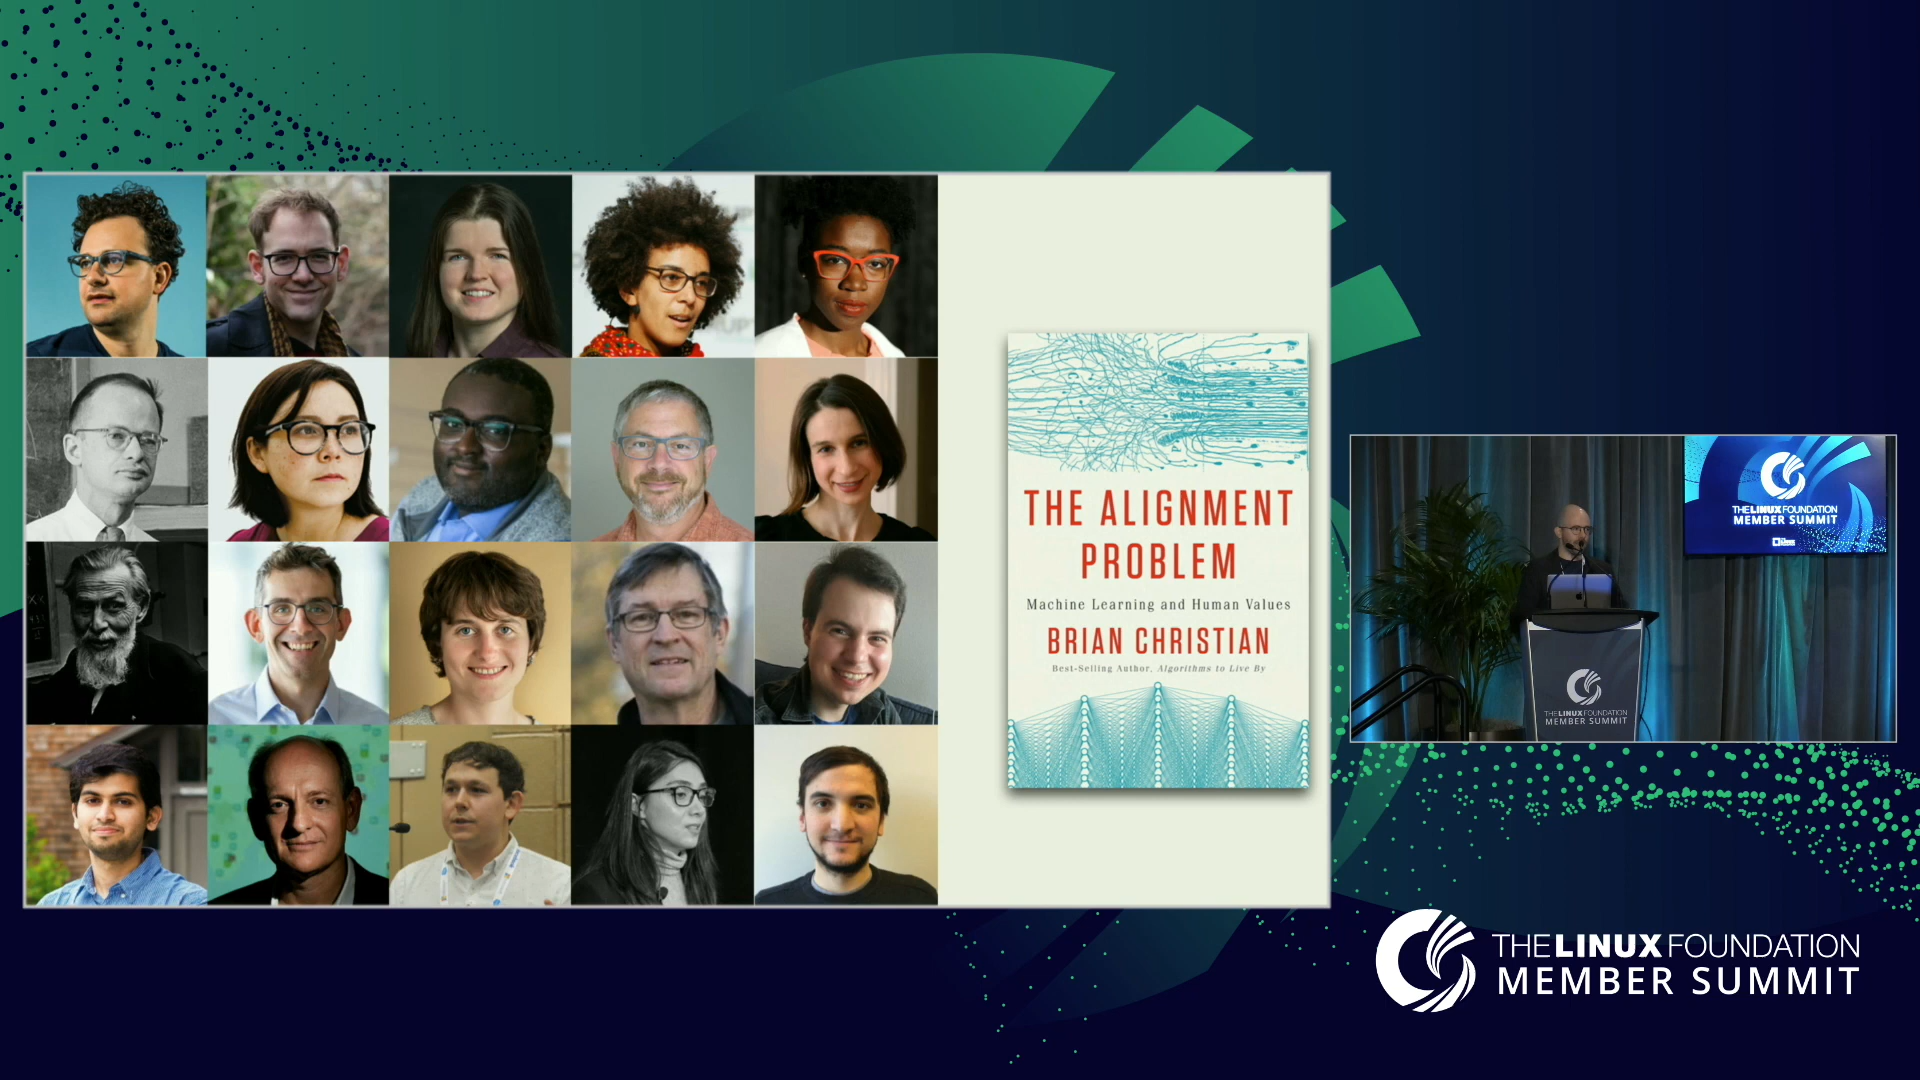 THE ALIGNMENT
PROBLEM
Machine Learning and Human Values
BRIAN CHRISTIAN
Best-Selling Author, Algorithms to Live By
THE LINUX FOUNDATION
MEMBER SUMMIT
THE LINUX FOUNDATION
MEMBER SUMMIT
THE LINUX FOUNDATION
MEMBER SUMMIT